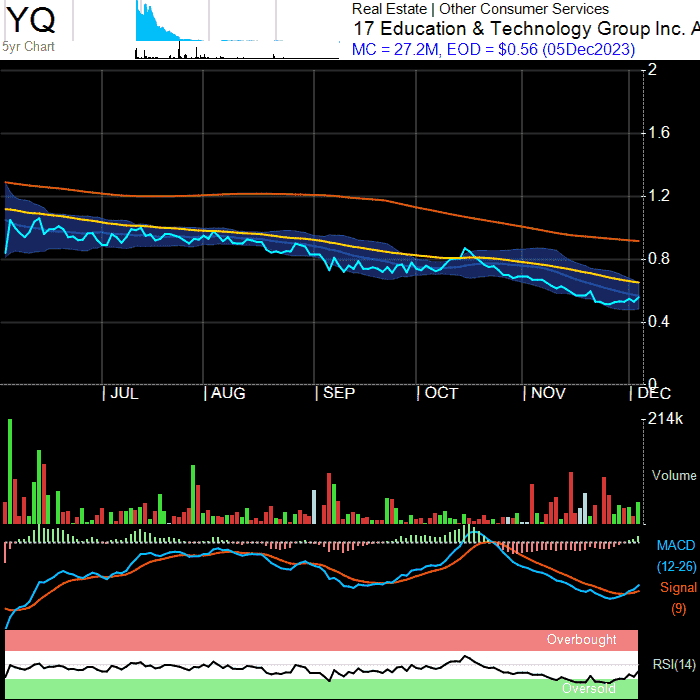 YQ
5yr Chart
Real Estate | Other Consumer Services
17 Education & Technology Group Inc. A
MC = 27.2M, EOD = $0.56 (05Dec2023)
2
1.6
1.2
0.8
0.4
0
| JUL | AUG | SEP | OCT | NOV | DEC
214k
Volume
MACD
(12-26)
Signal
(9)
Overbought
RSI(14)
Oversold